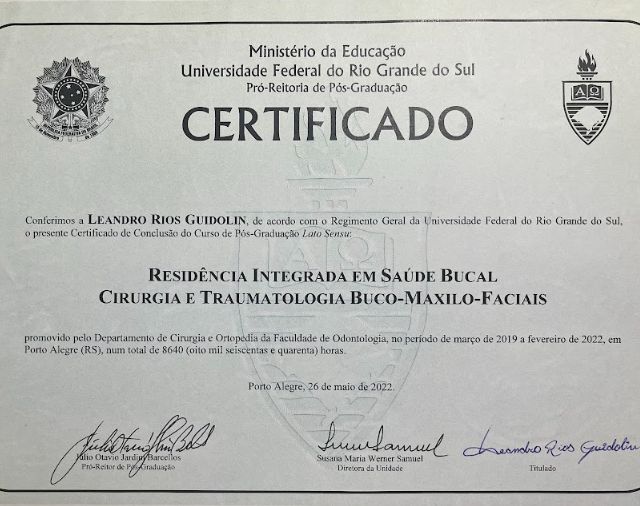 Ministério da Educação
Universidade Federal do Rio Grande do Sul
Pró-Reitoria de Pós-Graduação
CERTIFICADO
Conferimos a LEANDRO RIOS GUIDOLIN, de acordo com o Regimento Geral da Universidade Federal do Rio Grande do Sul,
o presente Certificado de Conclusão do Curso de Pós-Graduação Lato Sensu:
RESIDÊNCIA INTEGRADA EM SAÚDE BUCAL
CIRURGIA E TRAUMATOLOGIA BUCO-MAXILO-FACIAIS
promovido pelo Departamento de Cirurgia e Ortopedia da Faculdade de Odontologia, no período de março de 2019 a fevereiro de 2022, em
Porto Alegre (RS), num total de 8640 (oito mil seiscentas e quarenta) horas.
Porto Alegre, 26 de maio de 2022.
Susana Samuel
Leandro Rios Guidolin
Júlio Otávio Jardim Barcellos
Pró-Reitor de Pós-Graduação
Susana Maria Werner Samuel
Diretora da Unidade
Titulado